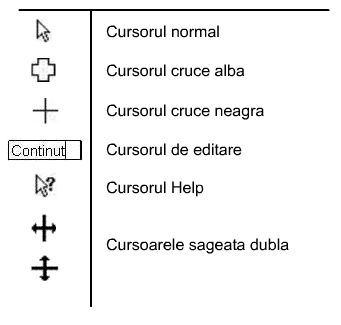 Cursorul normal
Cursorul cruce alba
Cursorul cruce neagra
Continut Cursorul de editare
? Cursorul Help
Cursoarele sageata dubla